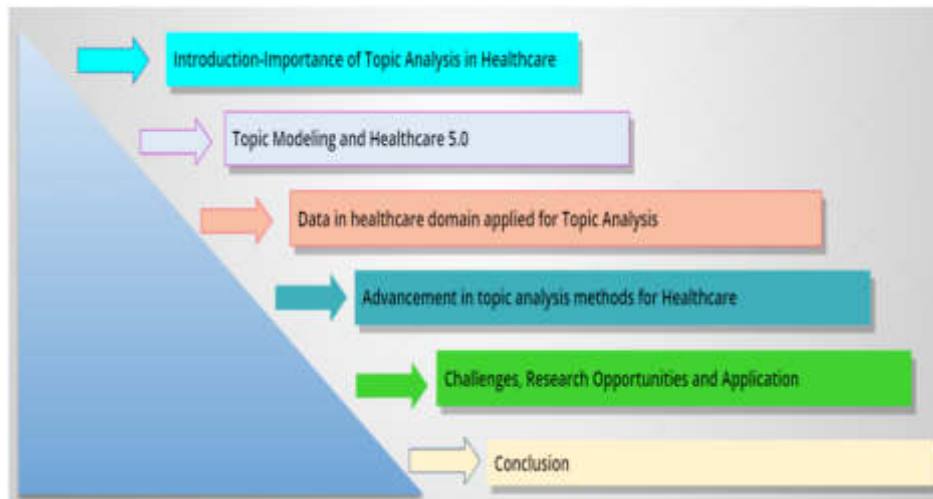 Introduction-Importance of Topic Analysis in Healthcare
Topic Modeling and Healthcare 5.0
Data in healthcare domain applied for Topic Analysis
Advancement in topic analysis methods for Healthcare
Challenges, Research Opportunities and Application
Conclusion